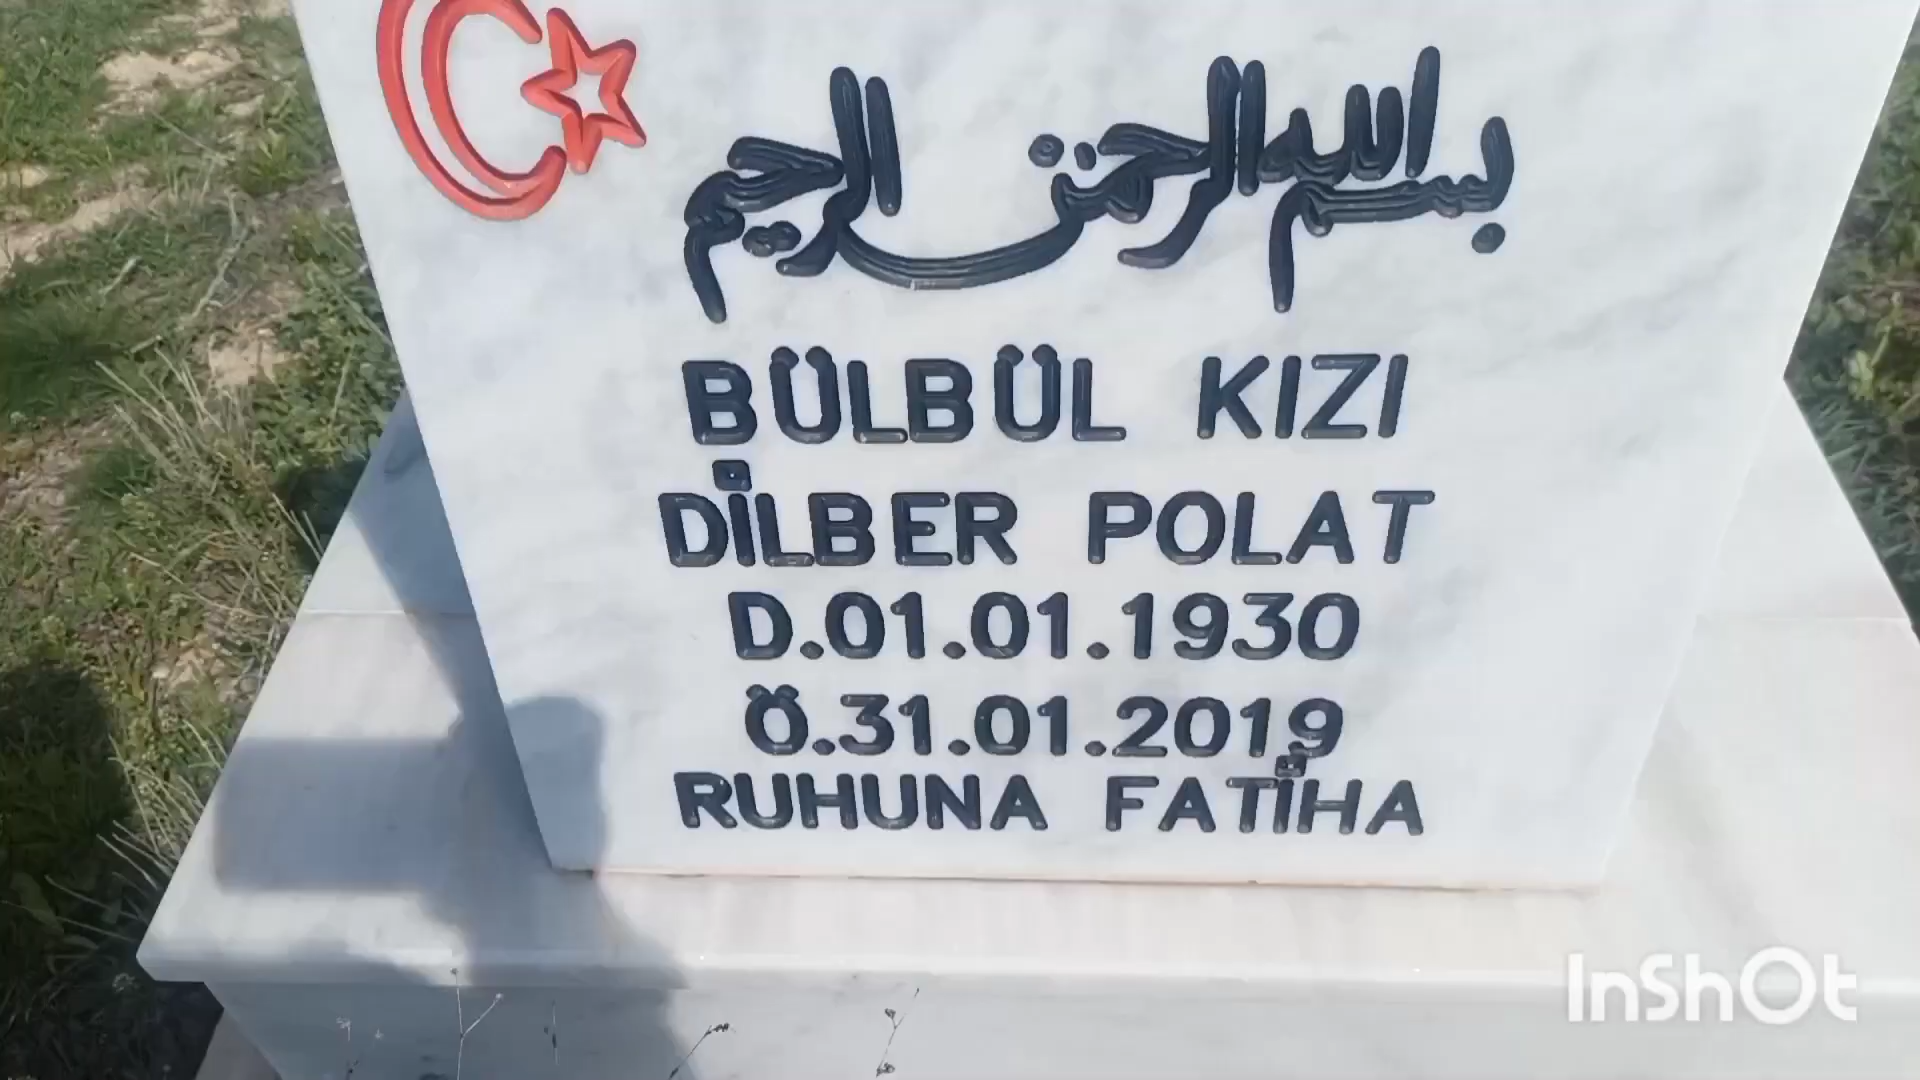 بسم الله الرحمن الرحيم
BÜLBÜL KIZI
DİLBER POLAT
D.01.01.1930
Ö.31.01.2019
RUHUNA FATİHA
InShOt